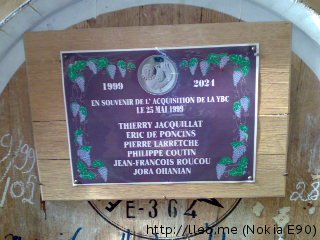 1999 2024
EN SOUVENIR DE L' ACQUISITION DE LA YBC
LE 25 MAI 1999
THIERRY JACQUILLAT
ERIC DE PONCINS
PIERRE LARRETCHE
PHILIPPE COUTIN
JEAN-FRANCOIS ROUCOU
JORA OHANIAN
E-364
http://lleo.me (Nokia E90)